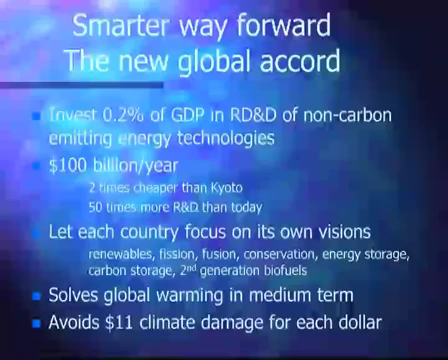 Smarter way forward
The new global accord
Invest 0.2% of GDP in RD&D of non-carbon
emitting energy technologies
$100 billion/year
2 times cheaper than Kyoto
50 times more R&D than today
Let each country focus on its own visions
renewables, fission, fusion, conservation, energy storage,
carbon storage, 2nd generation biofuels
Solves global warming in medium term
Avoids $11 climate damage for each dollar